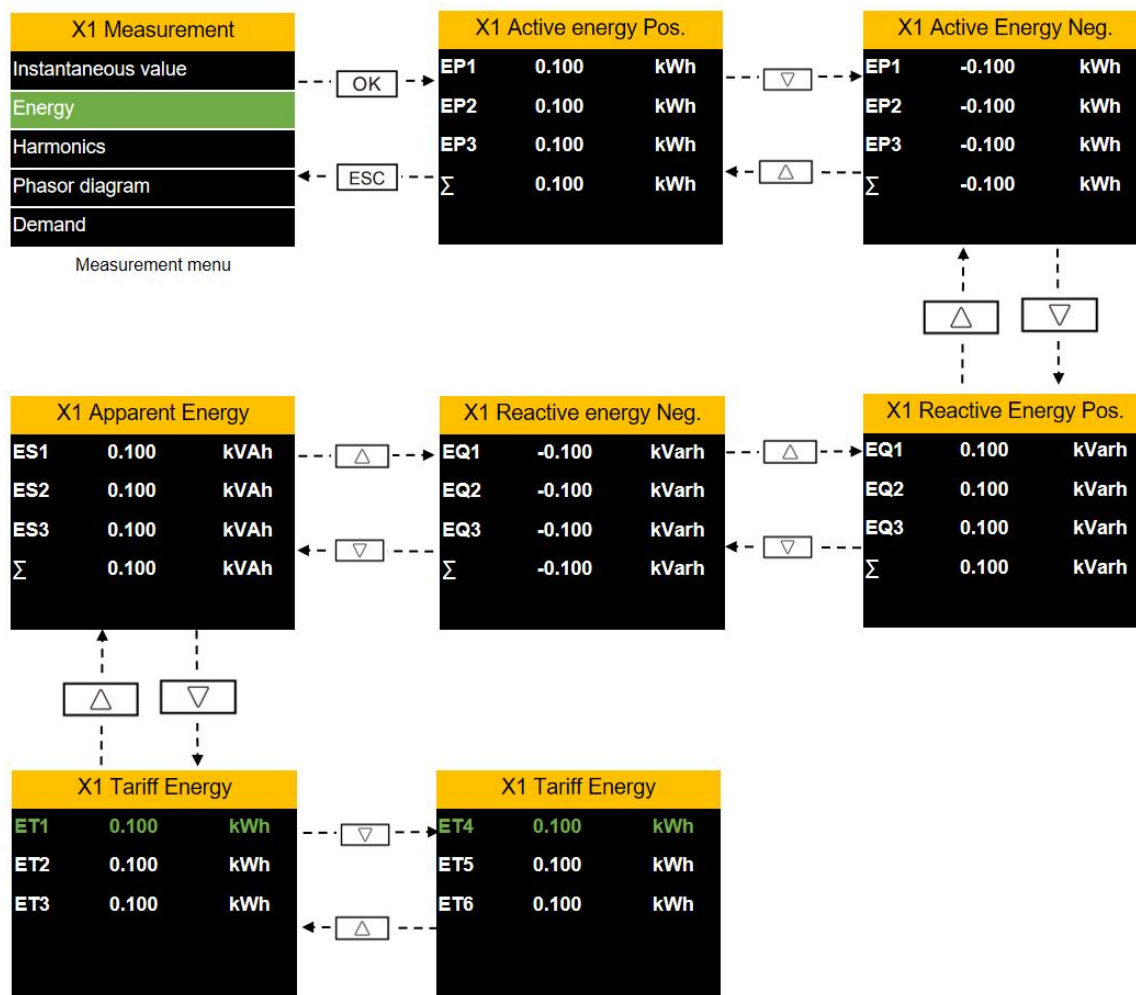 X1 Measurement
Instantaneous value
Energy
Harmonics
Phasor diagram
Demand
Measurement menu
OK
ESC
X1 Active energy Pos.
EP1 0.100 kWh
EP2 0.100 kWh
EP3 0.100 kWh
∑ 0.100 kWh
X1 Active Energy Neg.
EP1 -0.100 kWh
EP2 -0.100 kWh
EP3 -0.100 kWh
∑ -0.100 kWh
X1 Apparent Energy
ES1 0.100 kVAh
ES2 0.100 kVAh
ES3 0.100 kVAh
∑ 0.100 kVAh
X1 Reactive energy Neg.
EQ1 -0.100 kVarh
EQ2 -0.100 kVarh
EQ3 -0.100 kVarh
∑ -0.100 kVarh
X1 Reactive Energy Pos.
EQ1 0.100 kVarh
EQ2 0.100 kVarh
EQ3 0.100 kVarh
∑ 0.100 kVarh
X1 Tariff Energy
ET1 0.100 kWh
ET2 0.100 kWh
ET3 0.100 kWh
X1 Tariff Energy
ET4 0.100 kWh
ET5 0.100 kWh
ET6 0.100 kWh